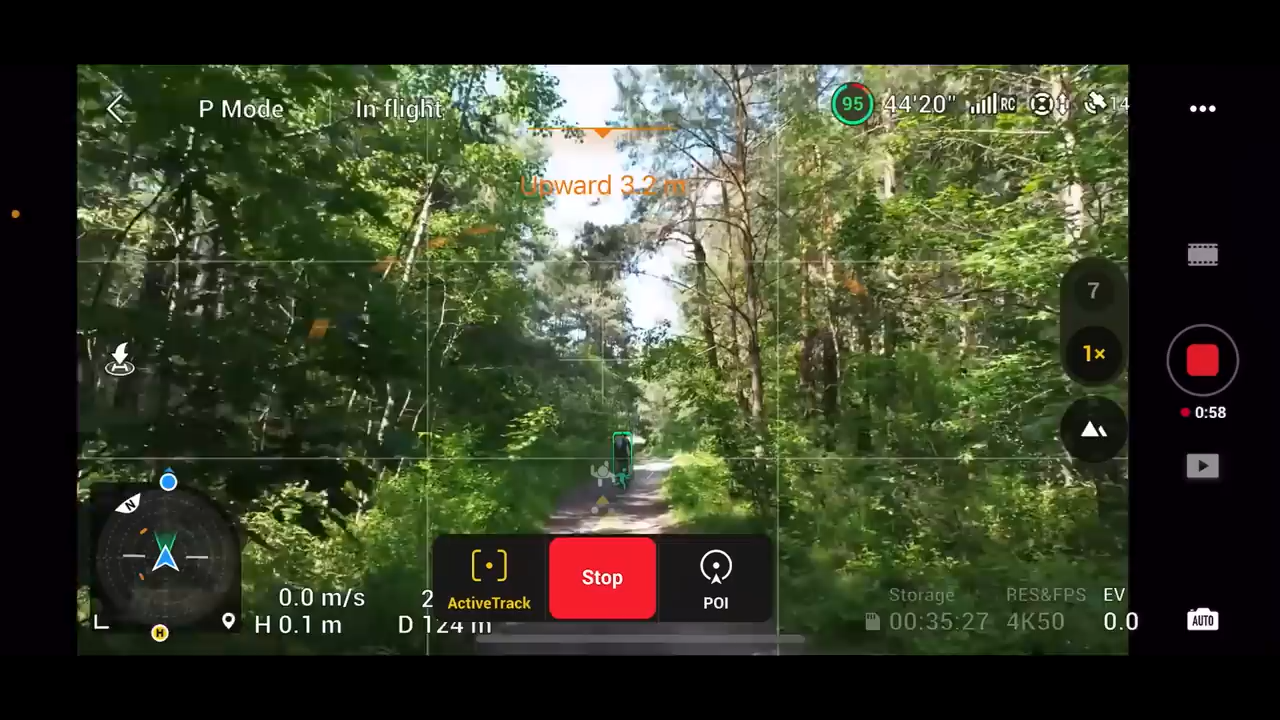 P Mode
In flight
95
44'20"
RC
14
Upward 3.2 m
7
1×
0:58
N
H
0.0 m/s
2
H 0.1 m
D 124 m
ActiveTrack
Stop
POI
Storage
00:35:27
RES&FPS
4K50
EV
0.0
AUTO